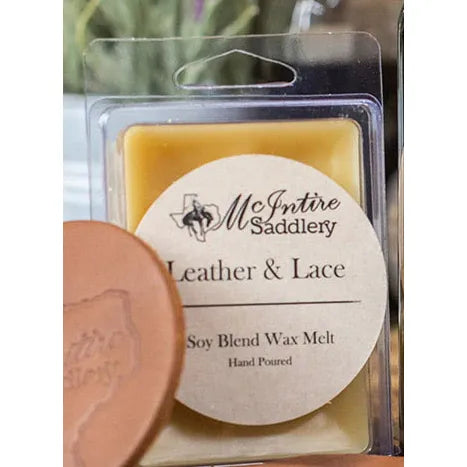 McIntire
Saddlery
Leather & Lace
Soy Blend Wax Melt
Hand Poured